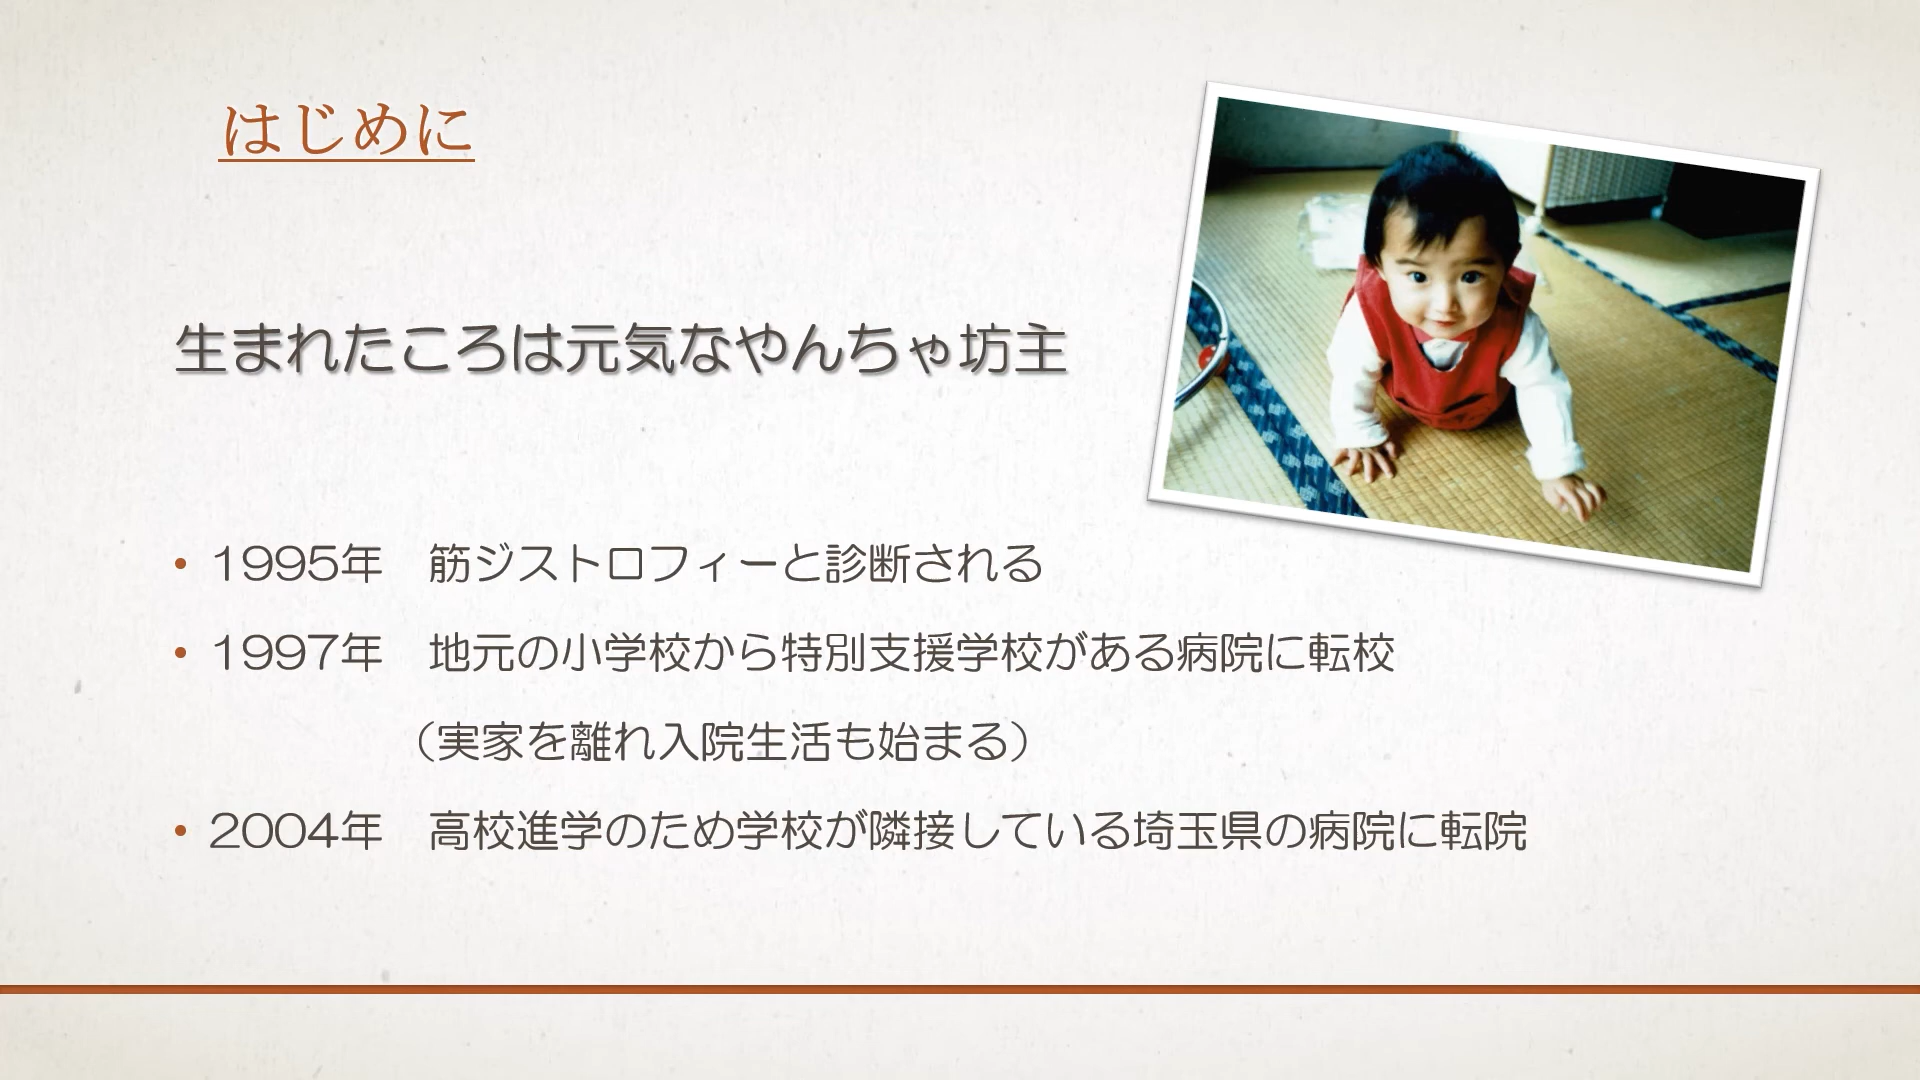 はじめに
生まれたころは元気なやんちゃ坊主
• 1995年　筋ジストロフィーと診断される
• 1997年　地元の小学校から特別支援学校がある病院に転校
（実家を離れ入院生活も始まる）
• 2004年　高校進学のため学校が隣接している埼玉県の病院に転院